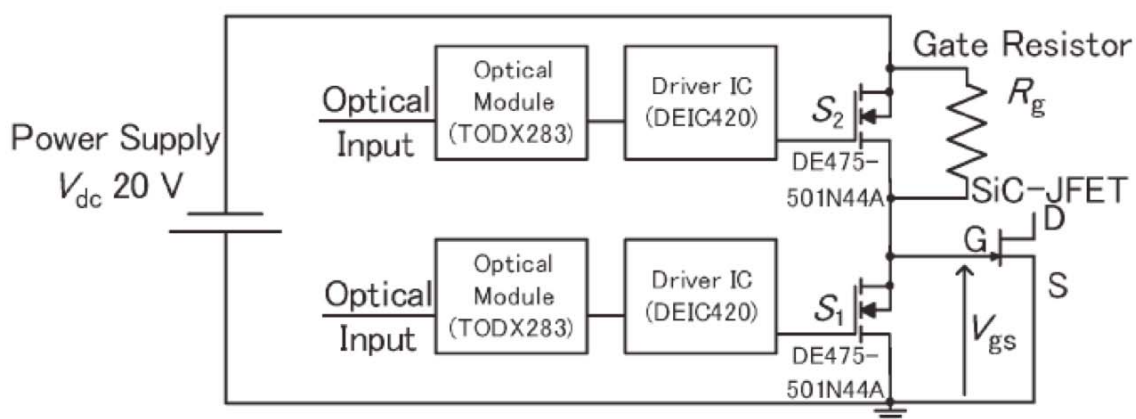 Power Supply
Vdc 20 V
Optical
Input
Optical
Module
(TODX283)
Driver IC
(DEIC420)
S2
DE475-
501N44A
Gate Resistor
Rg
SiC-JFET
D
G
S
Vgs
Optical
Input
Optical
Module
(TODX283)
Driver IC
(DEIC420)
S1
DE475-
501N44A